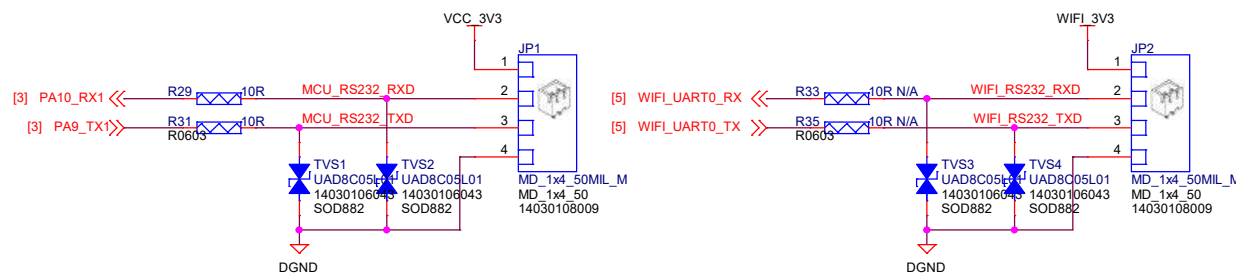 VCC_3V3
JP1
1
[3] PA10_RX1
R29
10R
MCU_RS232_RXD
2
[3] PA9_TX1
R31
10R
MCU_RS232_TXD
3
R0603
4
TVS1
UAD8C05L01
14030106043
SOD882
TVS2
UAD8C05L01
14030106043
SOD882
MD_1x4_50MIL_M
MD_1x4_50
14030108009
DGND
WIFI_3V3
JP2
1
[5] WIFI_UART0_RX
R33
10R N/A
WIFI_RS232_RXD
2
[5] WIFI_UART0_TX
R35
10R N/A
WIFI_RS232_TXD
3
R0603
4
TVS3
UAD8C05L01
14030106043
SOD882
TVS4
UAD8C05L01
14030106043
SOD882
MD_1x4_50MIL_M
MD_1x4_50
14030108009
DGND